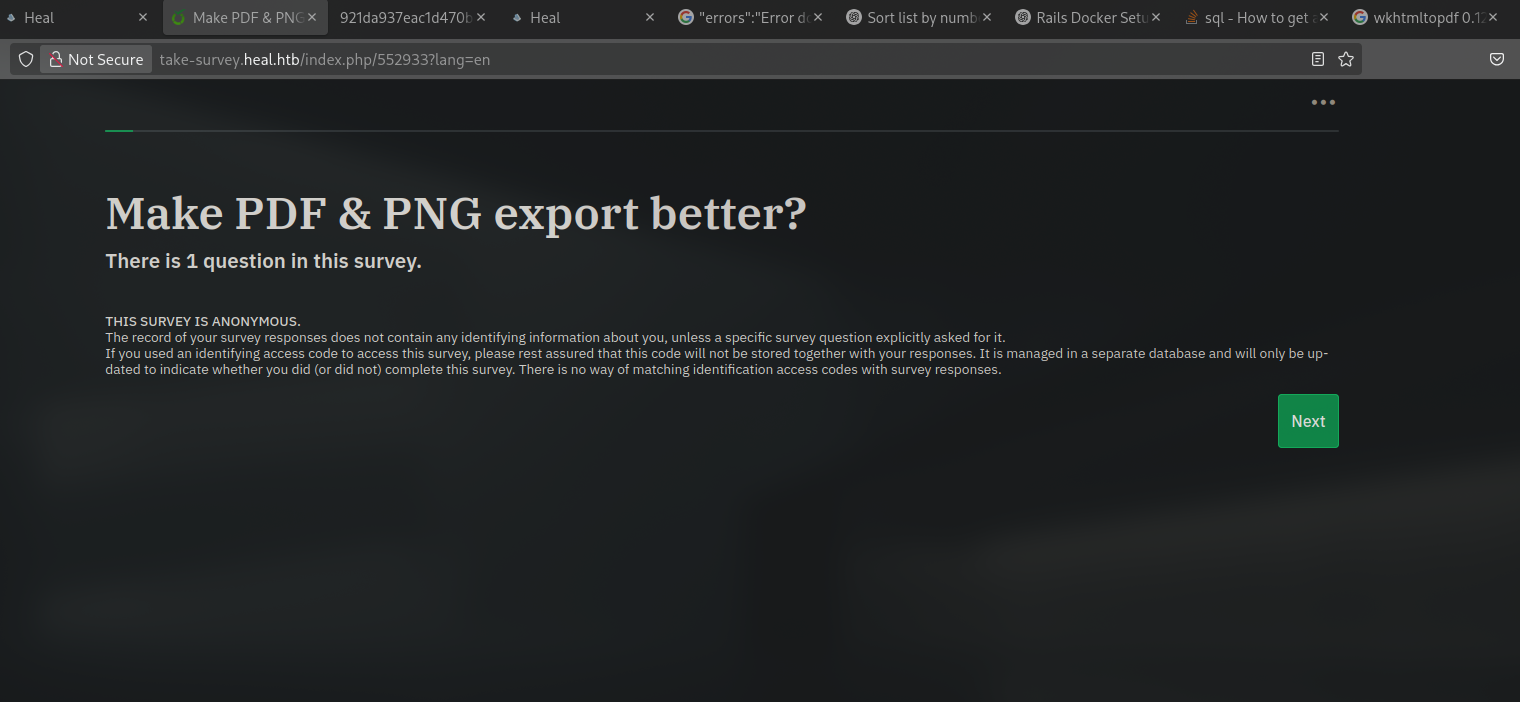 Heal
Make PDF & PNG
921da937eac1d470b
Heal
"errors":"Error do
Sort list by numb
Rails Docker Setu
sql - How to get a
wkhtmltopdf 0.12
Not Secure
take-survey.heal.htb/index.php/552933?lang=en
Make PDF & PNG export better?
There is 1 question in this survey.
THIS SURVEY IS ANONYMOUS.
The record of your survey responses does not contain any identifying information about you, unless a specific survey question explicitly asked for it.
If you used an identifying access code to access this survey, please rest assured that this code will not be stored together with your responses. It is managed in a separate database and will only be up-
dated to indicate whether you did (or did not) complete this survey. There is no way of matching identification access codes with survey responses.
Next